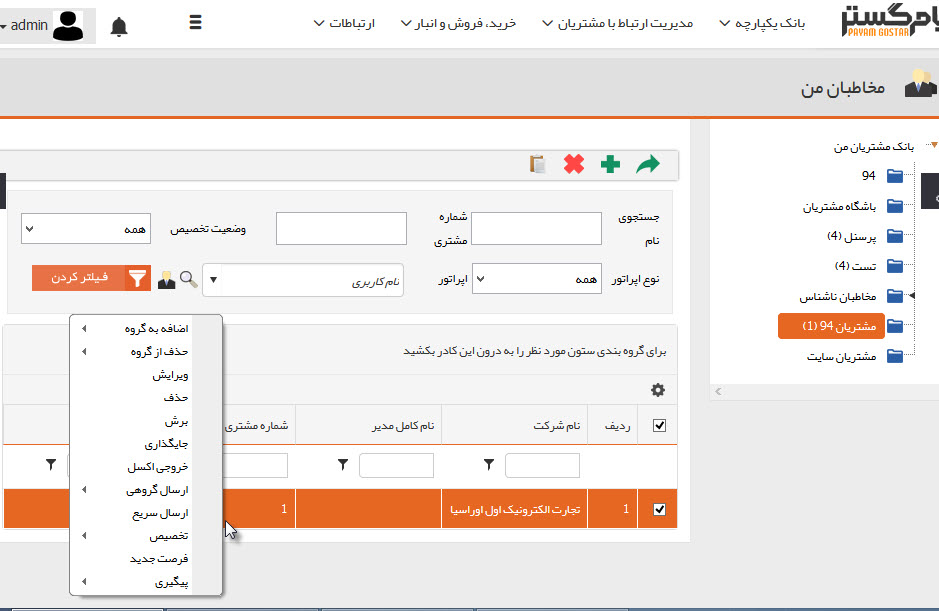 پیام‌گستر
PAYAM GOSTAR
بانک یکپارچه
مدیریت ارتباط با مشتریان
خرید، فروش و انبار
ارتباطات
admin
مخاطبان من
بانک مشتریان من
94
باشگاه مشتریان
پرسنل (4)
تست (4)
مخاطبان ناشناس
مشتریان 94 (1)
مشتریان سایت
جستجوی نام
شماره مشتری
وضعیت تخصیص
همه
نوع اپراتور
همه
اپراتور
نام کاربری
فیلتر کردن
برای گروه بندی ستون مورد نظر را به درون این کادر بکشید
ردیف
نام شرکت
نام کامل مدیر
شماره مشتری
1
تجارت الکترونیک اول اوراسیا
1
اضافه به گروه
حذف از گروه
ویرایش
حذف
برش
جایگذاری
خروجی اکسل
ارسال گروهی
ارسال سریع
تخصیص
فرصت جدید
پیگیری